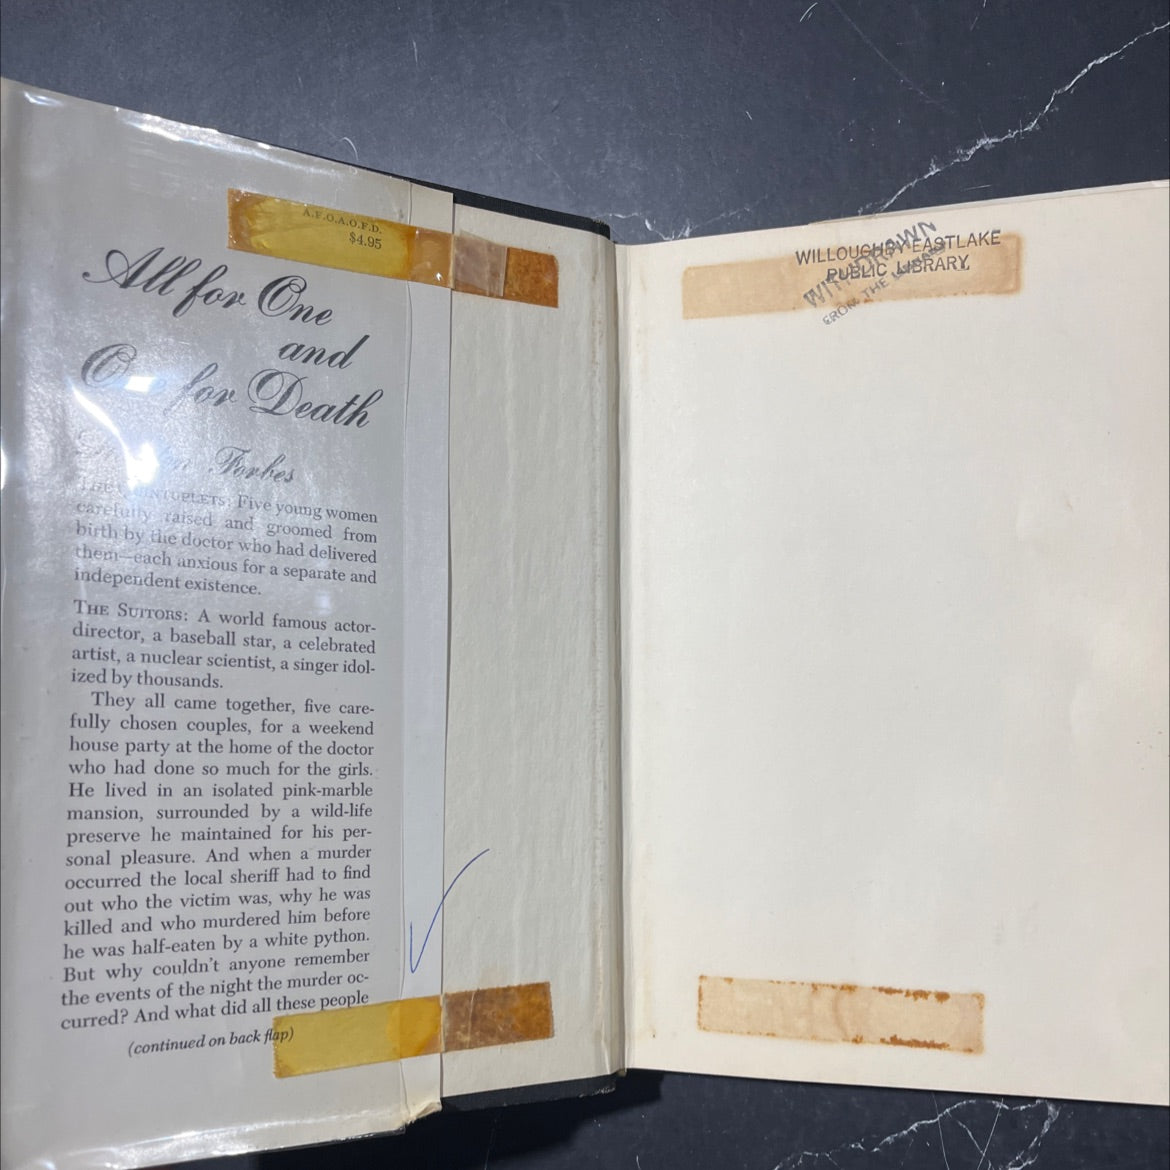 A.F.O.A.O.F.D.
$4.95
All for One
and
One for Death
Forbes
THE QUINTUPLETS: Five young women
carefully raised and groomed from
birth by the doctor who had delivered
them—each anxious for a separate and
independent existence.
THE SUITORS: A world famous actor-
director, a baseball star, a celebrated
artist, a nuclear scientist, a singer idol-
ized by thousands.
They all came together, five care-
fully chosen couples, for a weekend
house party at the home of the doctor
who had done so much for the girls.
He lived in an isolated pink-marble
mansion, surrounded by a wild-life
preserve he maintained for his per-
sonal pleasure. And when a murder
occurred the local sheriff had to find
out who the victim was, why he was
killed and who murdered him before
he was half-eaten by a white python.
But why couldn't anyone remember
the events of the night the murder oc-
curred? And what did all these people
(continued on back flap)
WILLOUGHBY-EASTLAKE
PUBLIC LIBRARY
WITHDRAWN
FROM THE